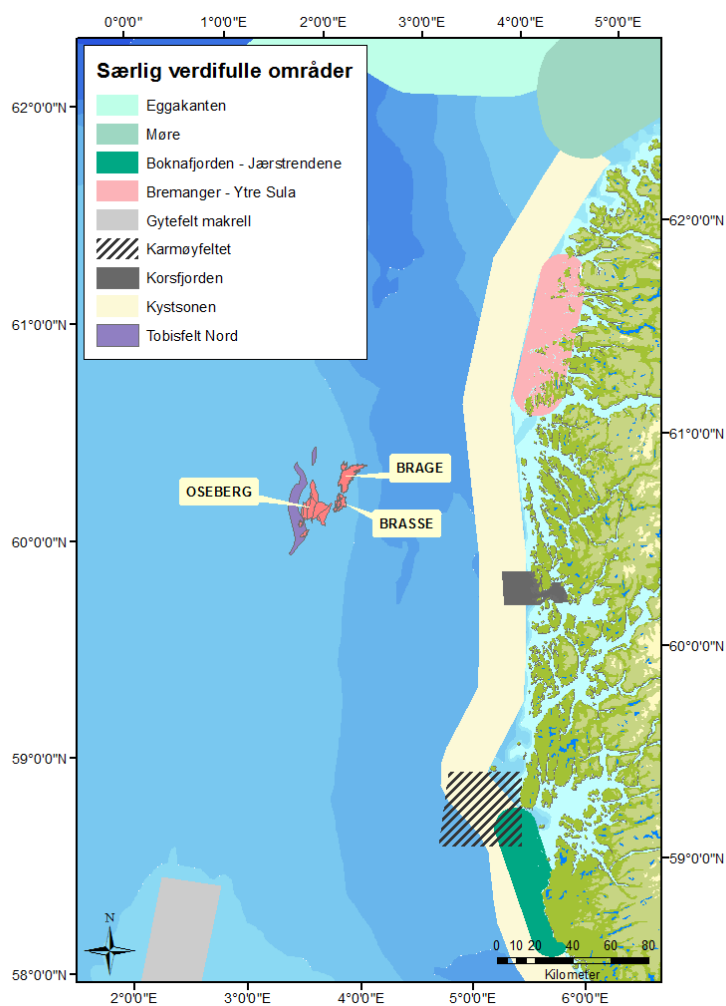 0°0'0" 1°0'0"E 2°0'0"E 3°0'0"E 4°0'0"E 5°0'0"E
Særlig verdifulle områder
Eggakanten
Møre
Boknafjorden - Jærstrendene
Bremanger - Ytre Sula
Gytefelt makrell
Karmøyfeltet
Korsfjorden
Kystsonen
Tobisfelt Nord
62°0'0"N
62°0'0"N
61°0'0"N
61°0'0"N
BRAGE
OSEBERG
BRASSE
60°0'0"N
60°0'0"N
59°0'0"N
59°0'0"N
N
0 10 20 40 60 80
Kilometer
58°0'0"N
2°0'0"E 3°0'0"E 4°0'0"E 5°0'0"E 6°0'0"E